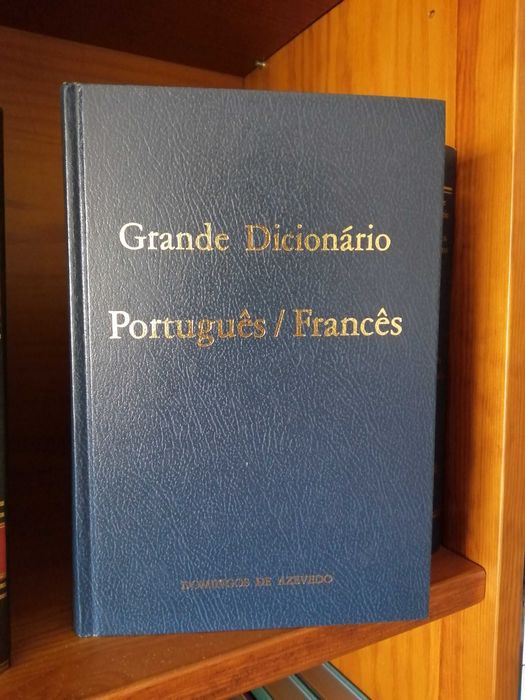 Grande Dicionário
Português / Francês
DOMINGOS DE AZEVEDO